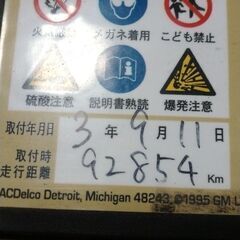 火気厳禁 メガネ着用 こども禁止
硫酸注意 説明書熟読 爆発注意
取付年月日 3年9月11日
取付時走行距離 92854 Km
ACDelco Detroit, Michigan 48243, ©1995 GM